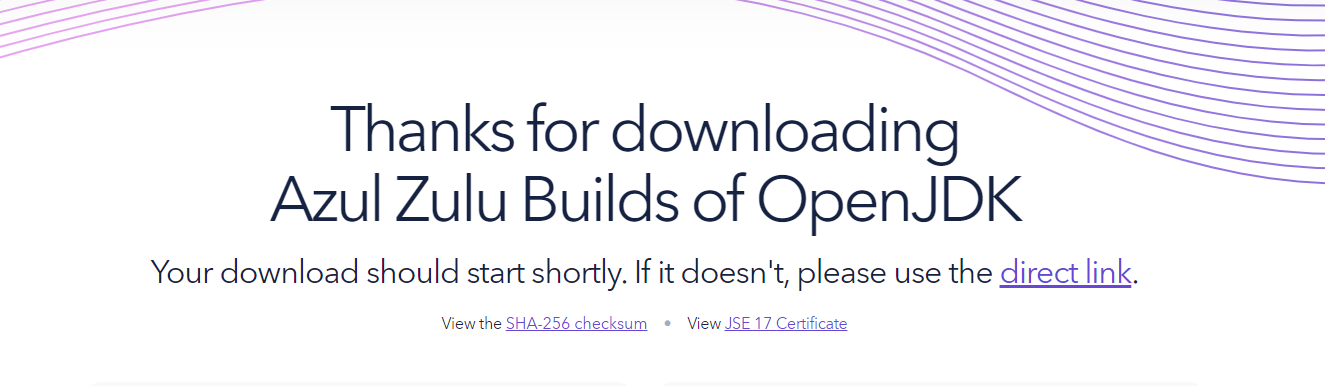 Thanks for downloading
Azul Zulu Builds of OpenJDK
Your download should start shortly. If it doesn't, please use the direct link.
View the SHA-256 checksum • View JSE 17 Certificate